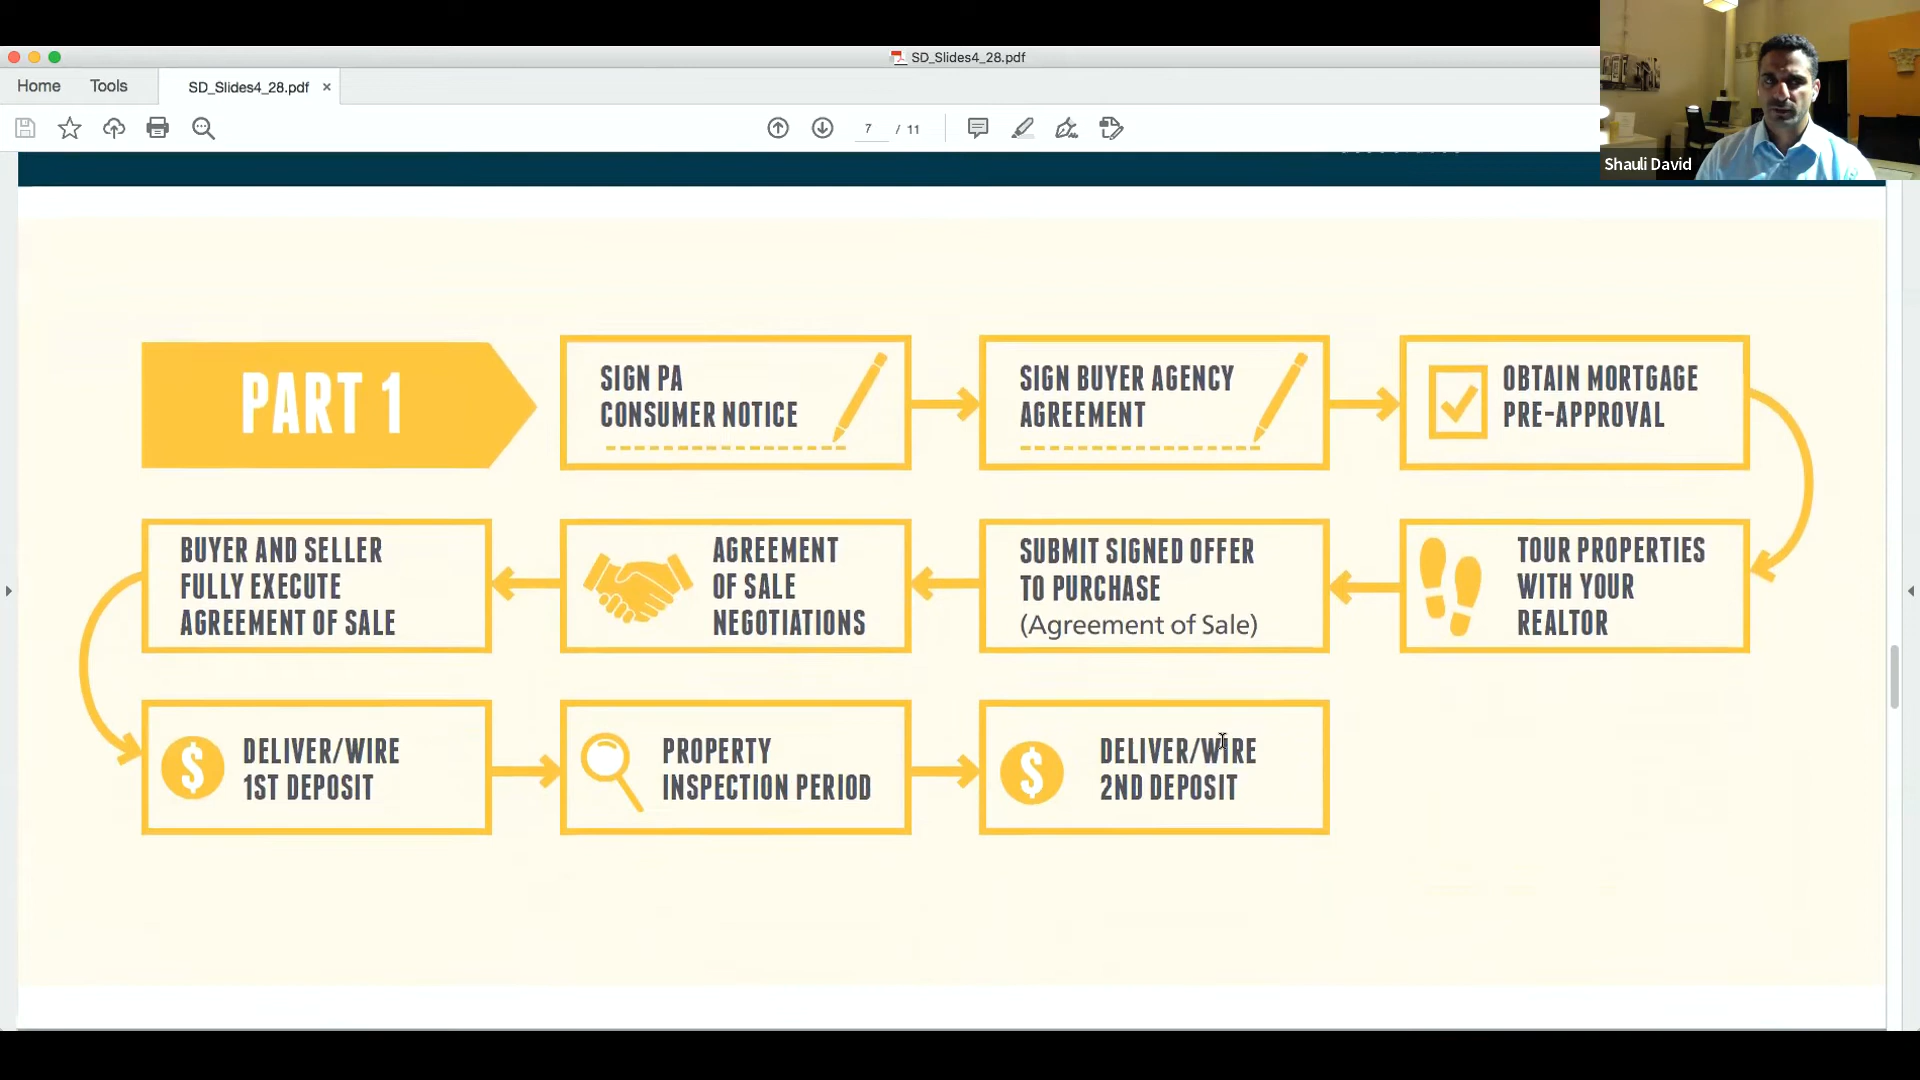 SD_Slides4_28.pdf
Home
Tools
SD_Slides4_28.pdf ×
7 / 11
Shauli David
PART 1
SIGN PA
CONSUMER NOTICE
SIGN BUYER AGENCY
AGREEMENT
OBTAIN MORTGAGE
PRE-APPROVAL
TOUR PROPERTIES
WITH YOUR
REALTOR
SUBMIT SIGNED OFFER
TO PURCHASE
(Agreement of Sale)
AGREEMENT
OF SALE
NEGOTIATIONS
BUYER AND SELLER
FULLY EXECUTE
AGREEMENT OF SALE
$
DELIVER/WIRE
1ST DEPOSIT
PROPERTY
INSPECTION PERIOD
$
DELIVER/WIRE
2ND DEPOSIT